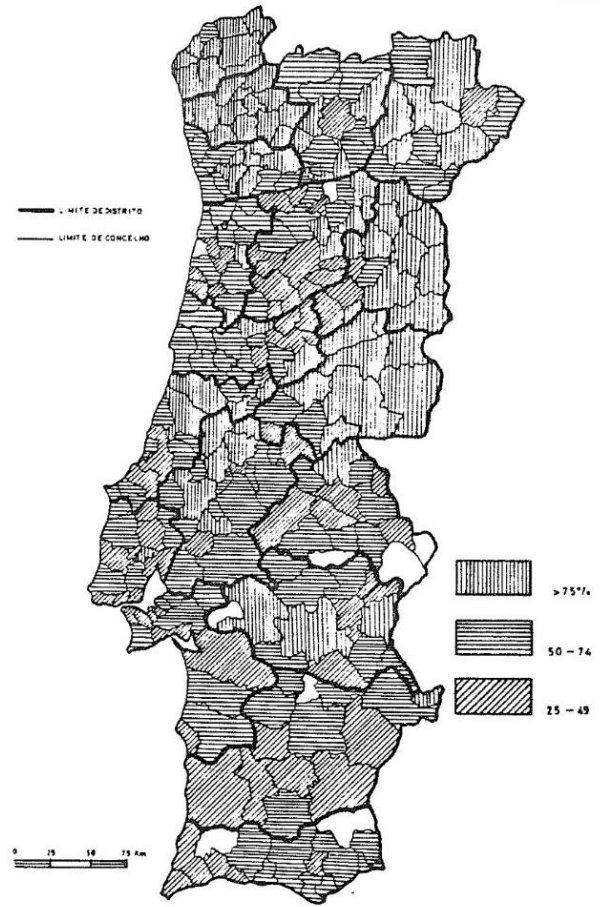 LIMITE DE DISTRITO
LIMITE DE CONCELHO
>75%
50 - 74
25 - 49
0 25 50 75 Km